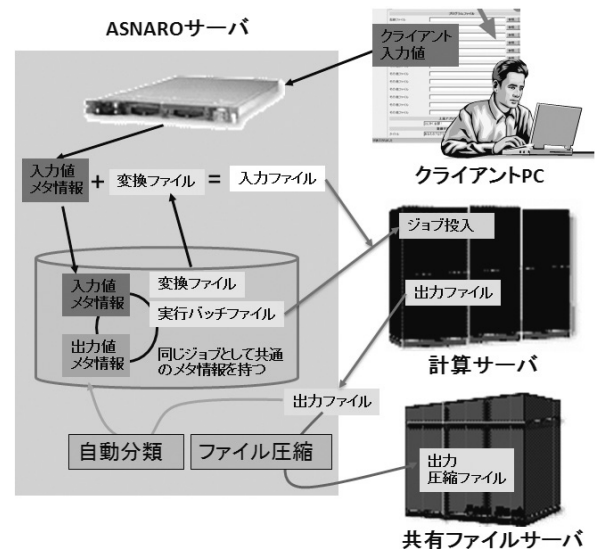 ASNAROサーバ
クライアント
入力値
クライアントPC
入力値
メタ情報
+
変換ファイル
=
入力ファイル
ジョブ投入
出力ファイル
計算サーバ
入力値
メタ情報
変換ファイル
実行バッチファイル
出力値
メタ情報
同じジョブとして共通
のメタ情報を持つ
出力ファイル
自動分類
ファイル圧縮
出力
圧縮ファイル
共有ファイルサーバ